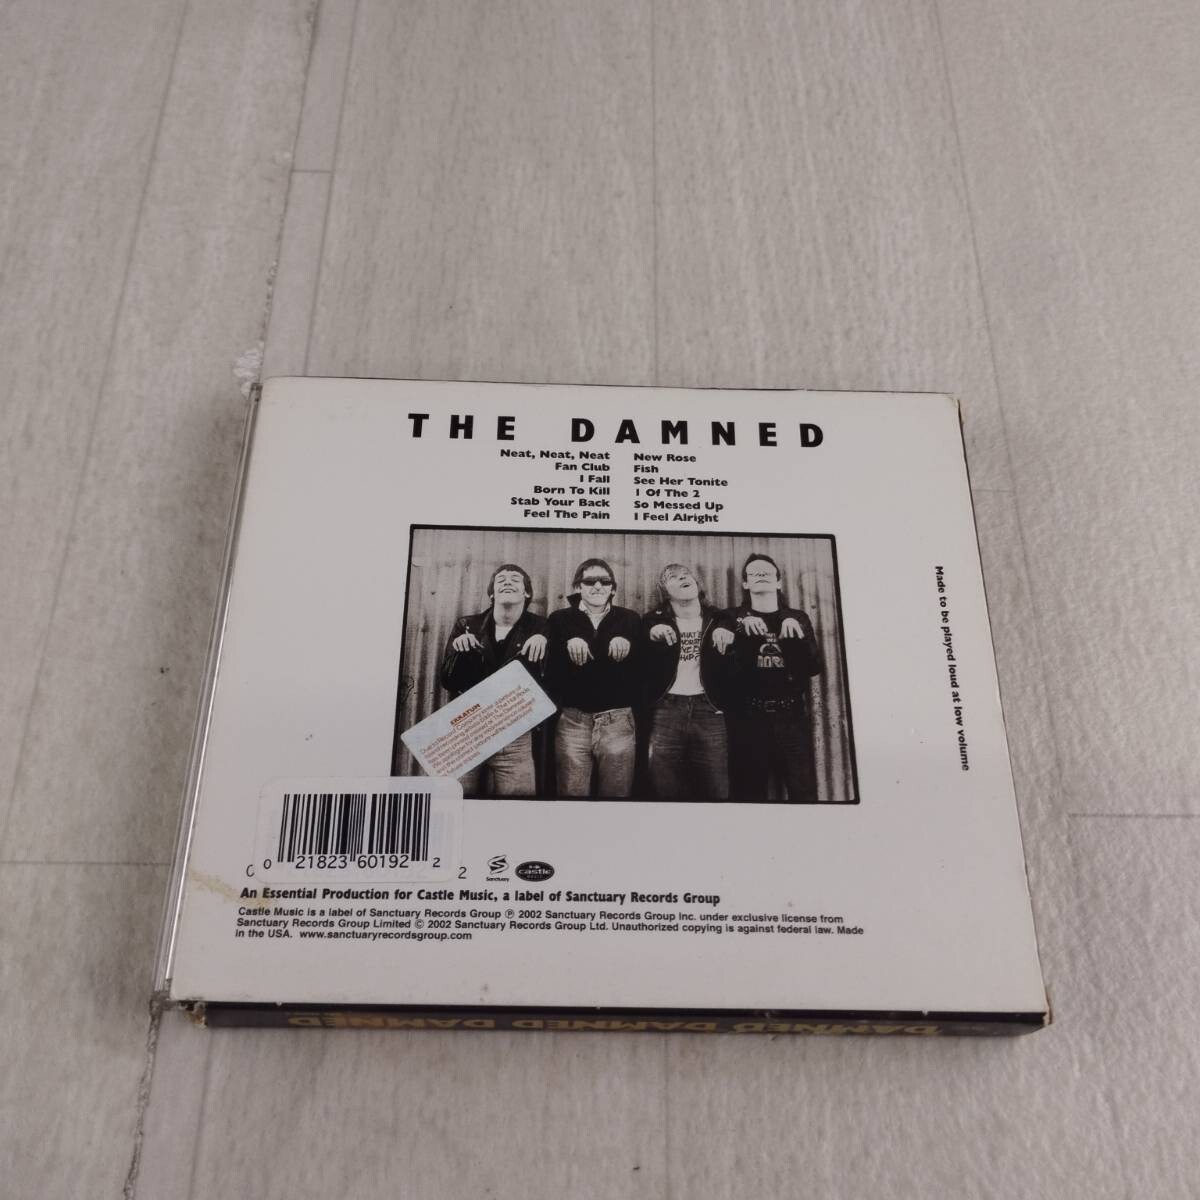 THE DAMNED
Neat, Neat, Neat
Fan Club
I Fall
Born To Kill
Stab Your Back
Feel The Pain
New Rose
Fish
See Her Tonite
1 Of The 2
So Messed Up
I Feel Alright
Made to be played loud at low volume
ERRATUM
0 21823 60192 2
2
Sanctuary
castle
MUSIC
An Essential Production for Castle Music, a label of Sanctuary Records Group
Castle Music is a label of Sanctuary Records Group ℗ 2002 Sanctuary Records Group Inc. under exclusive license from
Sanctuary Records Group Limited © 2002 Sanctuary Records Group Ltd. Unauthorized copying is against federal law. Made
in the USA. www.sanctuaryrecordsgroup.com
DAMNED DAMNED DAMNED